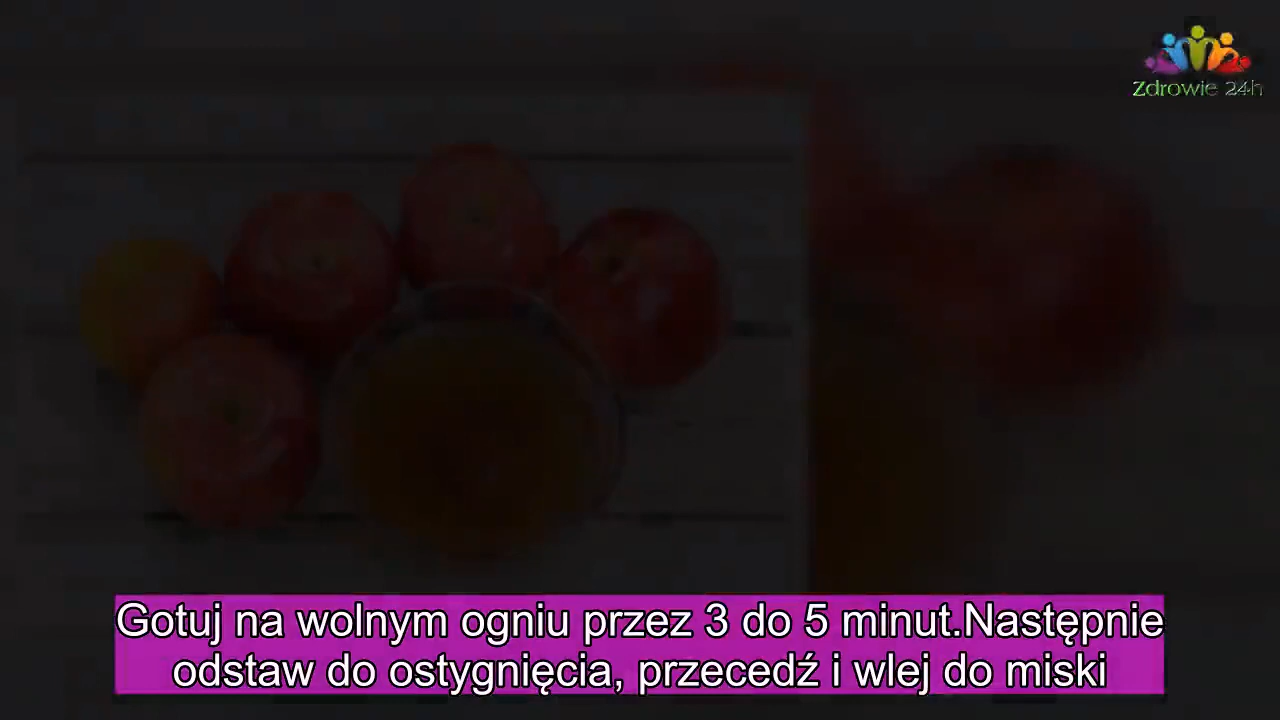 Zdrowie 24h
Gotuj na wolnym ogniu przez 3 do 5 minut.Następnie
odstaw do ostygnięcia, przecedź i wlej do miski